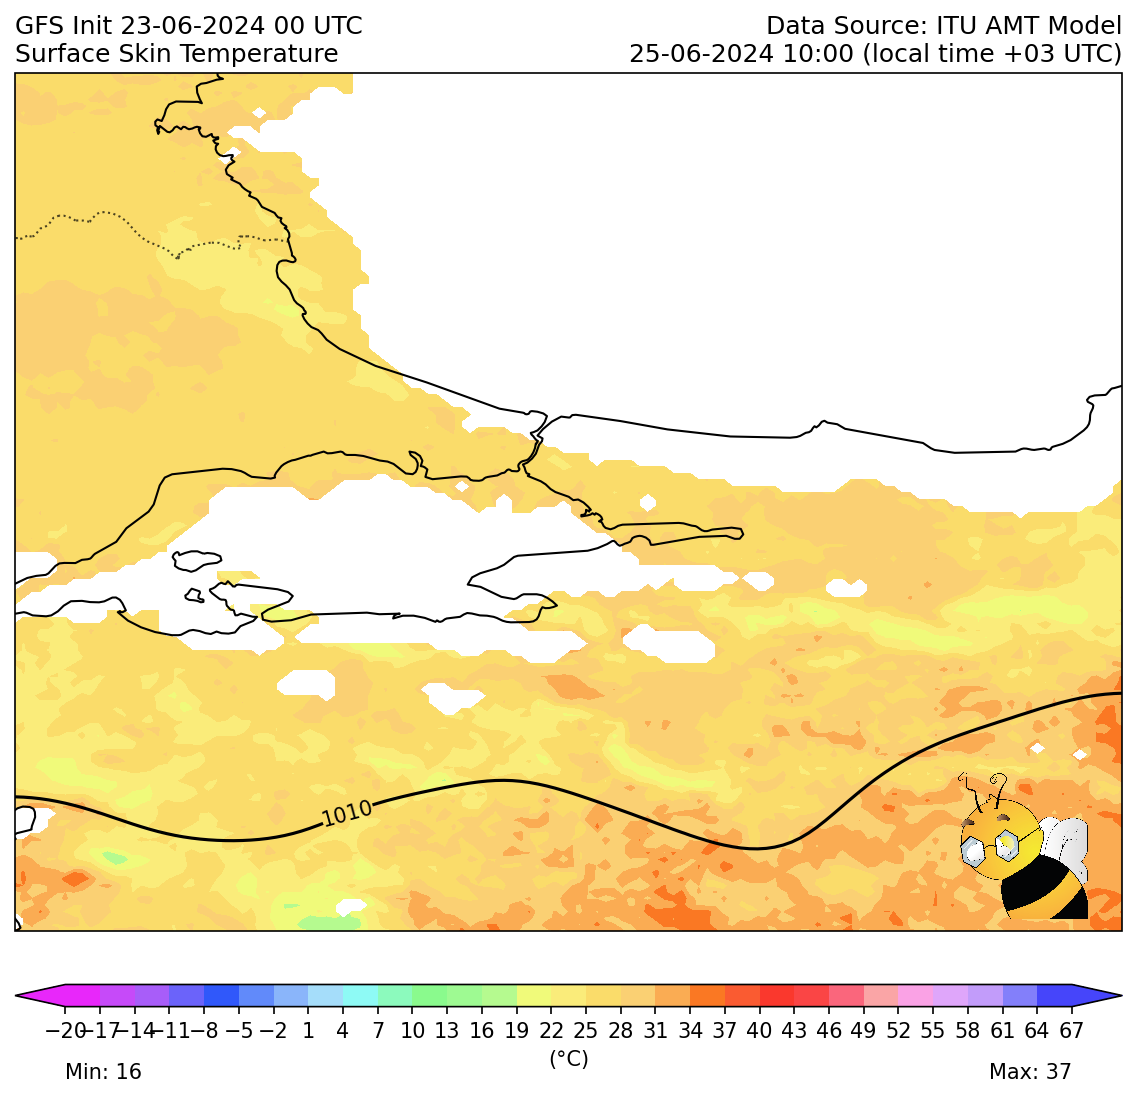 GFS Init 23-06-2024 00 UTC
Data Source: ITU AMT Model
Surface Skin Temperature
25-06-2024 10:00 (local time +03 UTC)
1010
−20 −17 −14 −11 −8 −5 −2 1 4 7 10 13 16 19 22 25 28 31 34 37 40 43 46 49 52 55 58 61 64 67
(°C)
Min: 16
Max: 37